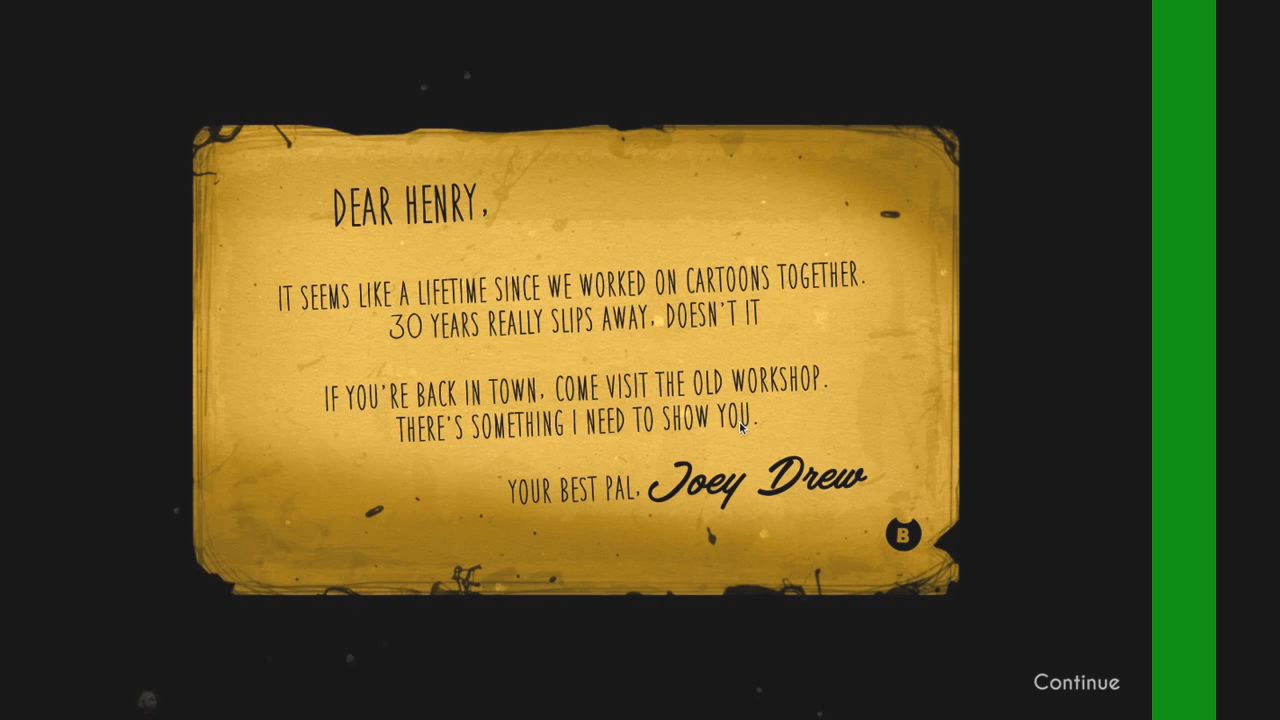 DEAR HENRY,
IT SEEMS LIKE A LIFETIME SINCE WE WORKED ON CARTOONS TOGETHER.
30 YEARS REALLY SLIPS AWAY, DOESN'T IT
IF YOU'RE BACK IN TOWN, COME VISIT THE OLD WORKSHOP.
THERE'S SOMETHING I NEED TO SHOW YOU.
YOUR BEST PAL, Joey Drew
B
Continue